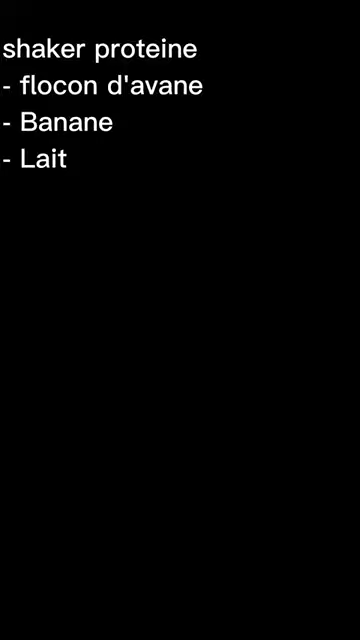 shaker proteine
- flocon d'avane
- Banane
- Lait